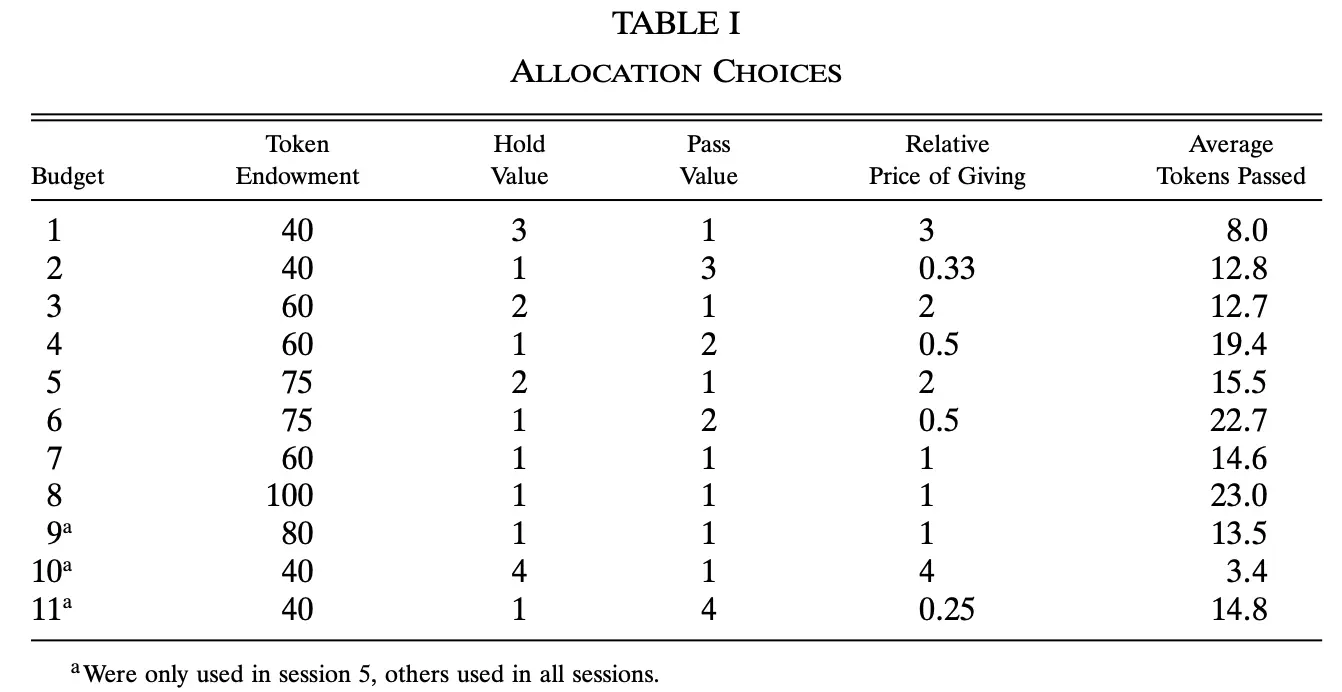 TABLE I
ALLOCATION CHOICES
Budget Token Endowment Hold Value Pass Value Relative Price of Giving Average Tokens Passed
1 40 3 1 3 8.0
2 40 1 3 0.33 12.8
3 60 2 1 2 12.7
4 60 1 2 0.5 19.4
5 75 2 1 2 15.5
6 75 1 2 0.5 22.7
7 60 1 1 1 14.6
8 100 1 1 1 23.0
9ᵃ 80 1 1 1 13.5
10ᵃ 40 4 1 4 3.4
11ᵃ 40 1 4 0.25 14.8
ᵃ Were only used in session 5, others used in all sessions.